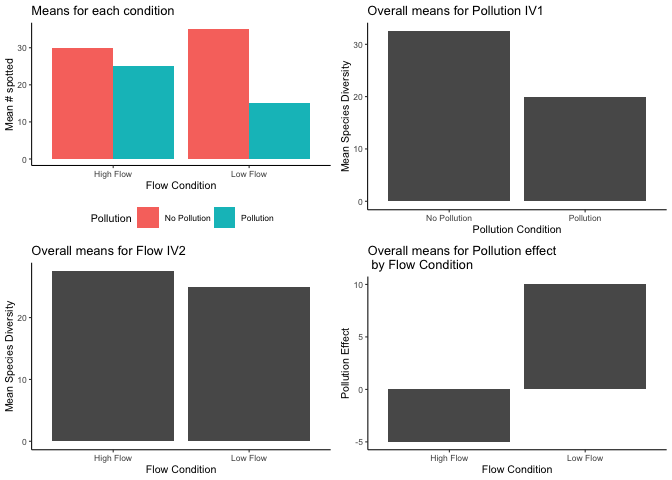 Means for each condition
Mean # spotted
30
20
10
0
High Flow
Low Flow
Flow Condition
Pollution
No Pollution
Pollution
Overall means for Pollution IV1
Mean Species Diversity
30
20
10
0
No Pollution
Pollution
Pollution Condition
Overall means for Flow IV2
Mean Species Diversity
20
10
0
High Flow
Low Flow
Flow Condition
Overall means for Pollution effect
by Flow Condition
Pollution Effect
10
5
0
-5
High Flow
Low Flow
Flow Condition